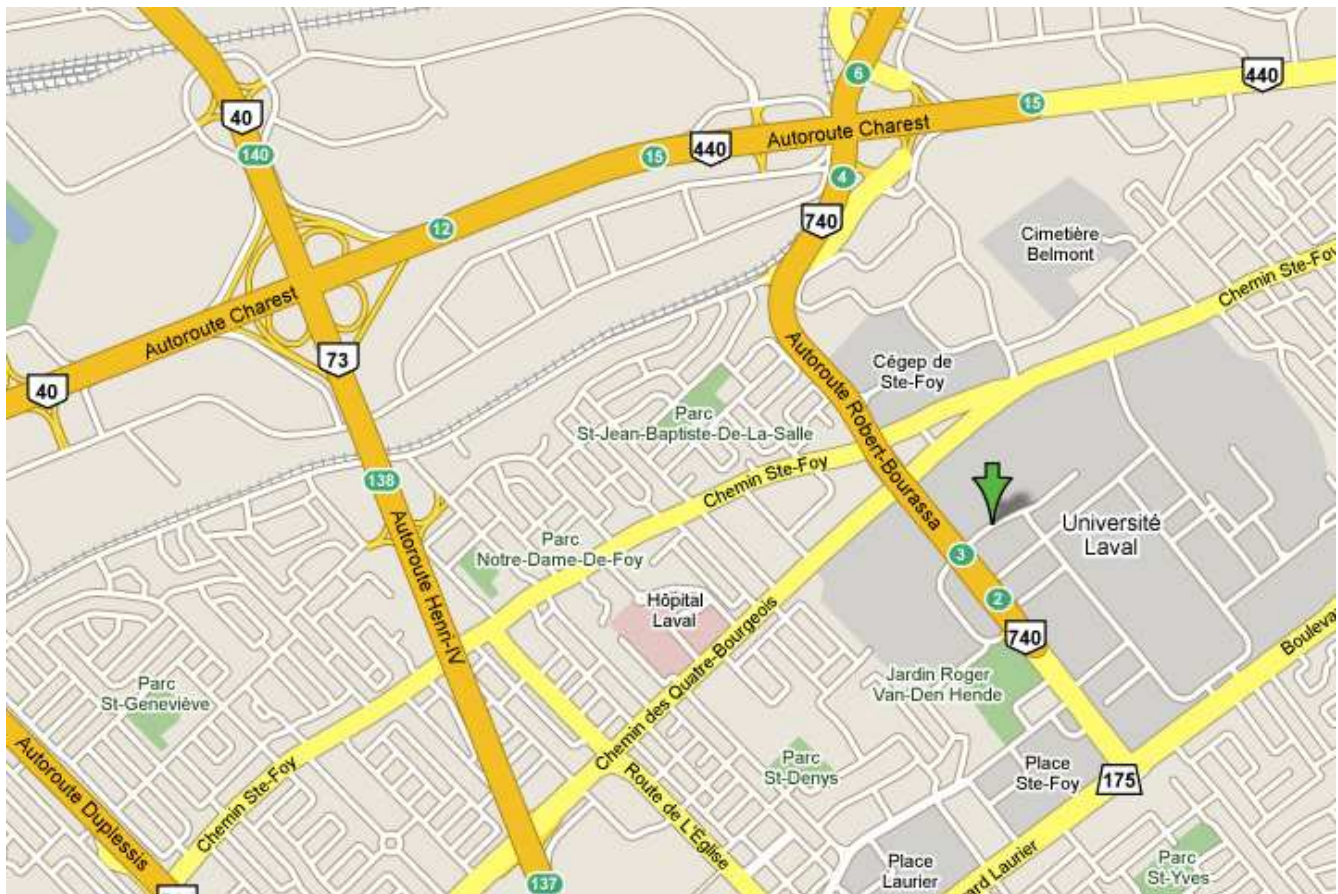 6
440
40
15
Autoroute Charest
440
140
15
4
740
12
Cimetière
Belmont
Chemin Ste-Foy
Autoroute Charest
73
40
Autoroute Robert-Bourassa
Cégep de
Ste-Foy
Parc
St-Jean-Baptiste-De-La-Salle
Chemin Ste-Foy
138
Autoroute Henri-IV
Université
Laval
Parc
Notre-Dame-De-Foy
3
2
Hôpital
Laval
740
Chemin des Quatre-Bourgeois
Bouleva
Jardin Roger
Van-Den Hende
Parc
St-Geneviève
Autoroute Duplessis
Chemin Ste-Foy
Parc
St-Denys
Place
Ste-Foy
175
Route de L'Église
Place
Laurier
ard Laurier
Parc
St-Yves
137